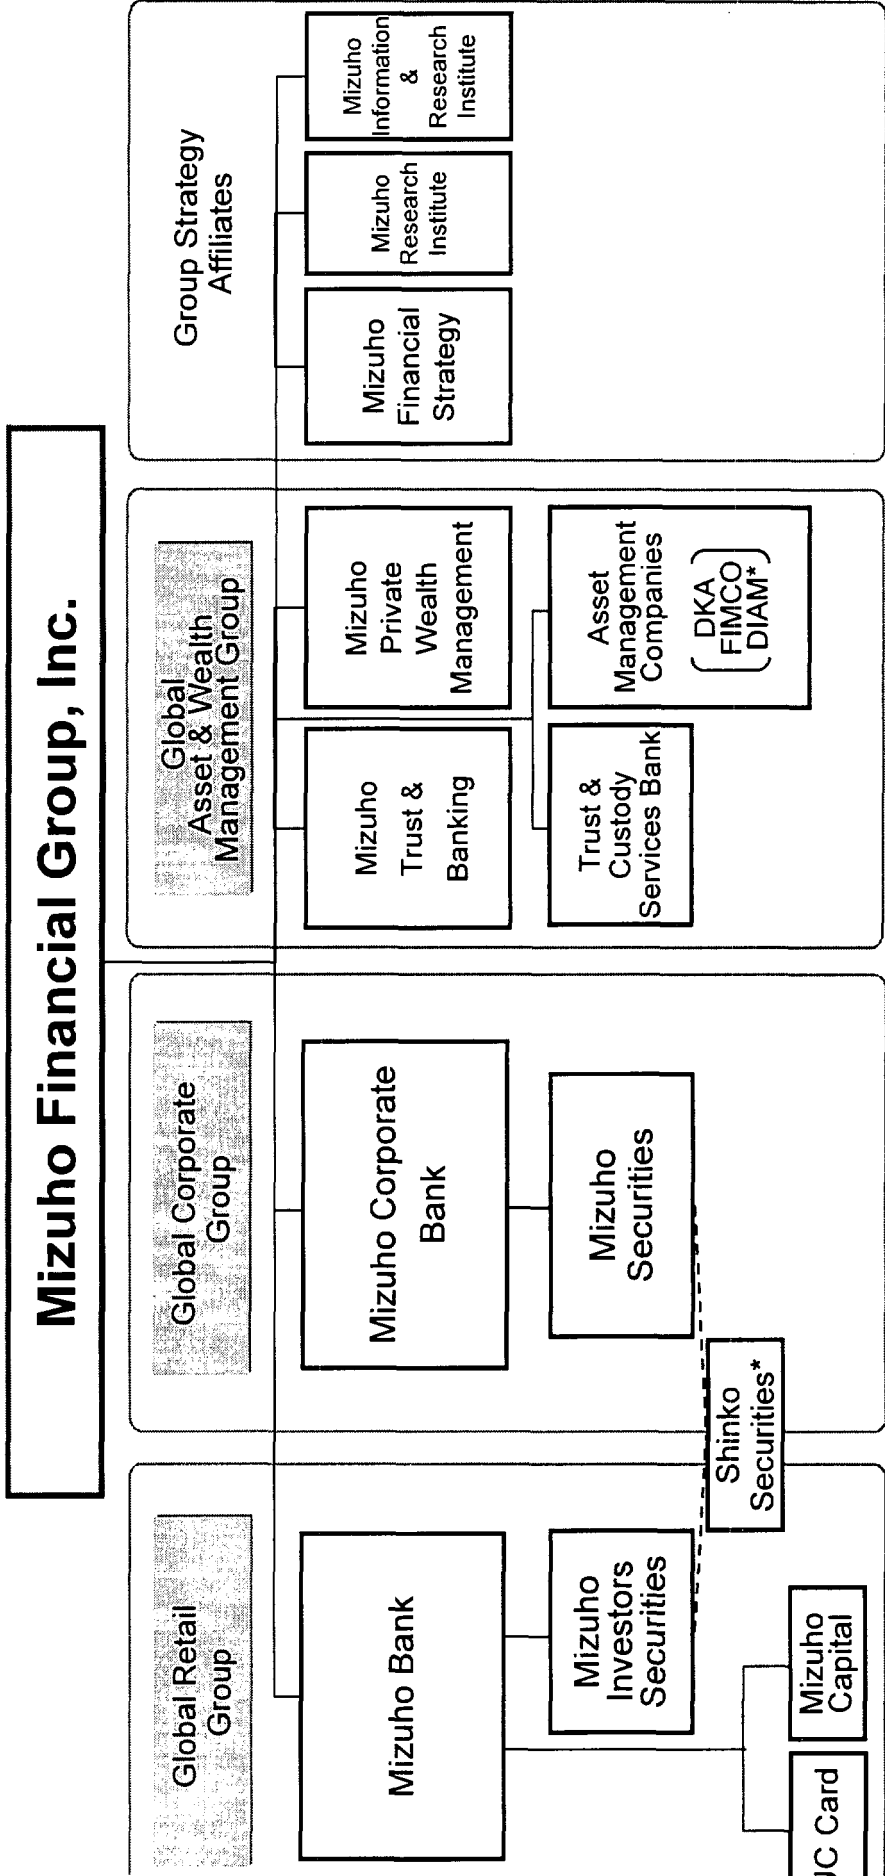 Mizuho Financial Group, Inc.
Global Retail
Group
Mizuho Bank
Mizuho
Investors
Securities
Mizuho
Capital
Card
Global Corporate
Group
Mizuho Corporate
Bank
Mizuho
Securities
Shinko
Securities*
Global
Asset & Wealth
Management Group
Mizuho
Trust &
Banking
Mizuho
Private
Wealth
Management
Trust &
Custody
Services Bank
Asset
Management
Companies
DKA
FIMCO
DIAM*
Group Strategy
Affiliates
Mizuho
Financial
Strategy
Mizuho
Research
Institute
Mizuho
Information
&
Research
Institute